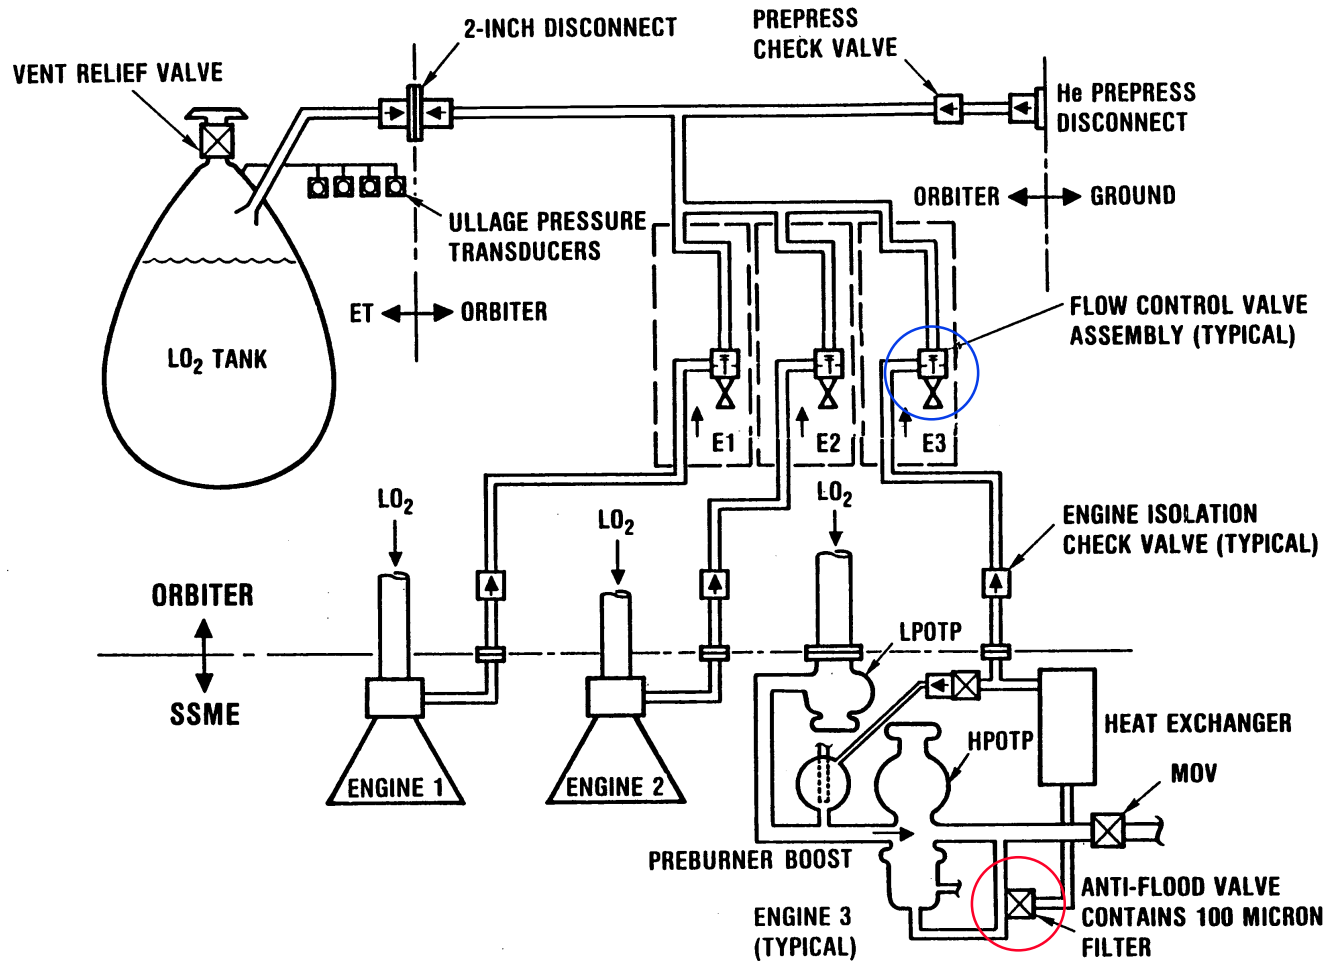 PREPRESS
CHECK VALVE
2-INCH DISCONNECT
VENT RELIEF VALVE
He PREPRESS
DISCONNECT
ORBITER
GROUND
ULLAGE PRESSURE
TRANSDUCERS
ET
ORBITER
FLOW CONTROL VALVE
ASSEMBLY (TYPICAL)
LO2 TANK
E1
E2
E3
LO2
LO2
LO2
ENGINE ISOLATION
CHECK VALVE (TYPICAL)
ORBITER
SSME
LPOTP
HEAT EXCHANGER
HPOTP
MOV
ENGINE 1
ENGINE 2
PREBURNER BOOST
ANTI-FLOOD VALVE
CONTAINS 100 MICRON
FILTER
ENGINE 3
(TYPICAL)